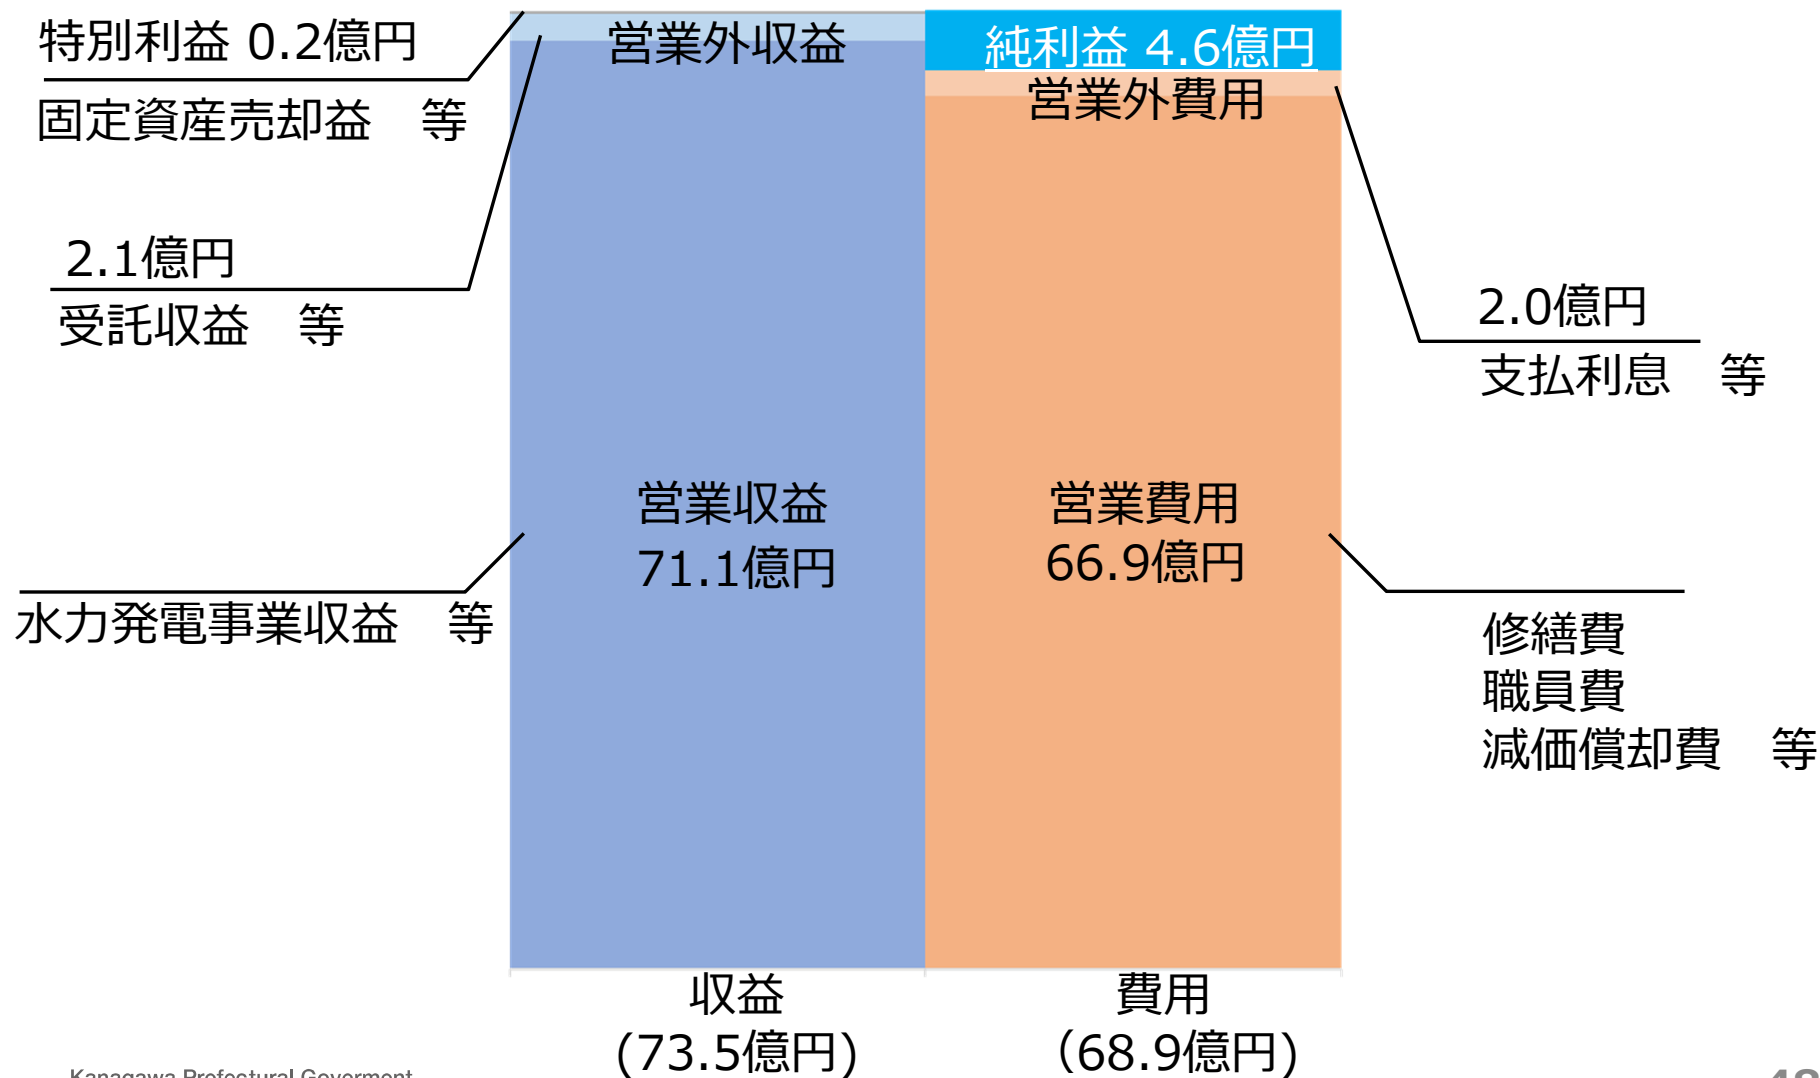 特別利益 0.2億円
固定資産売却益　等
2.1億円
受託収益　等
水力発電事業収益　等
営業外収益
営業収益
71.1億円
純利益 4.6億円
営業外費用
営業費用
66.9億円
2.0億円
支払利息　等
修繕費
職員費
減価償却費　等
収益
(73.5億円)
費用
（68.9億円)
Kanagawa Prefectural Goverment